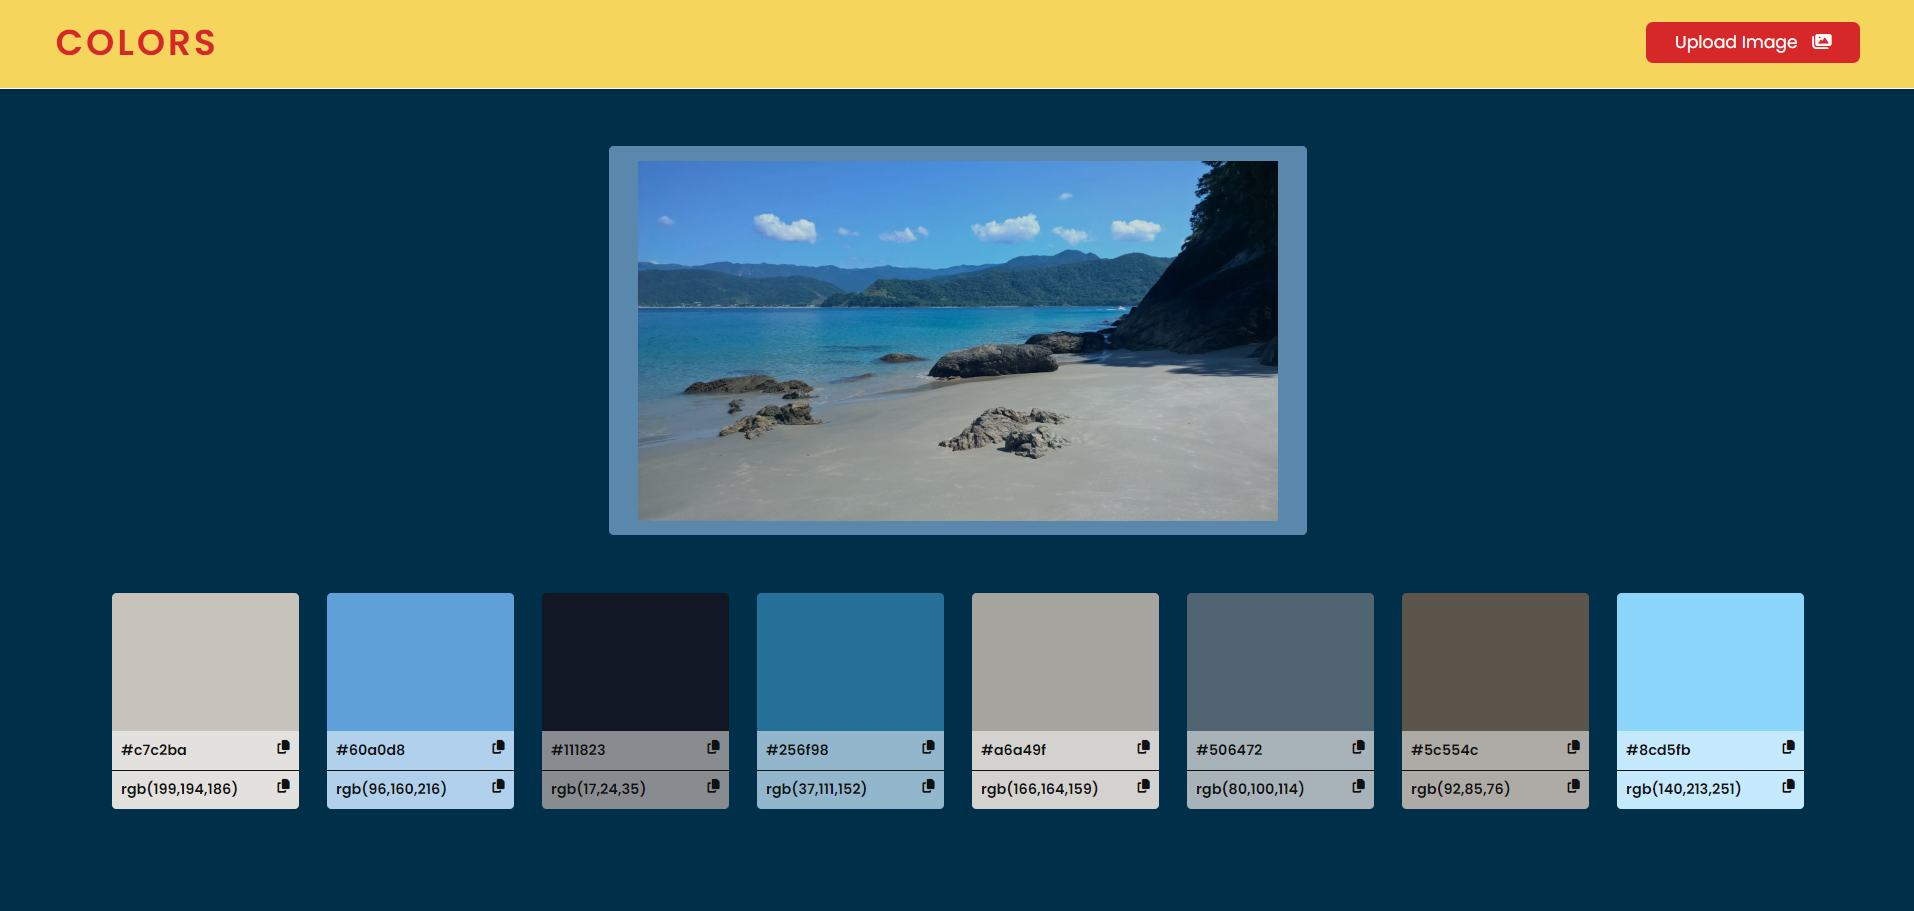 COLORS
Upload Image
#c7c2ba
rgb(199,194,186)
#60a0d8
rgb(96,160,216)
#111823
rgb(17,24,35)
#256f98
rgb(37,111,152)
#a6a49f
rgb(166,164,159)
#506472
rgb(80,100,114)
#5c554c
rgb(92,85,76)
#8cd5fb
rgb(140,213,251)